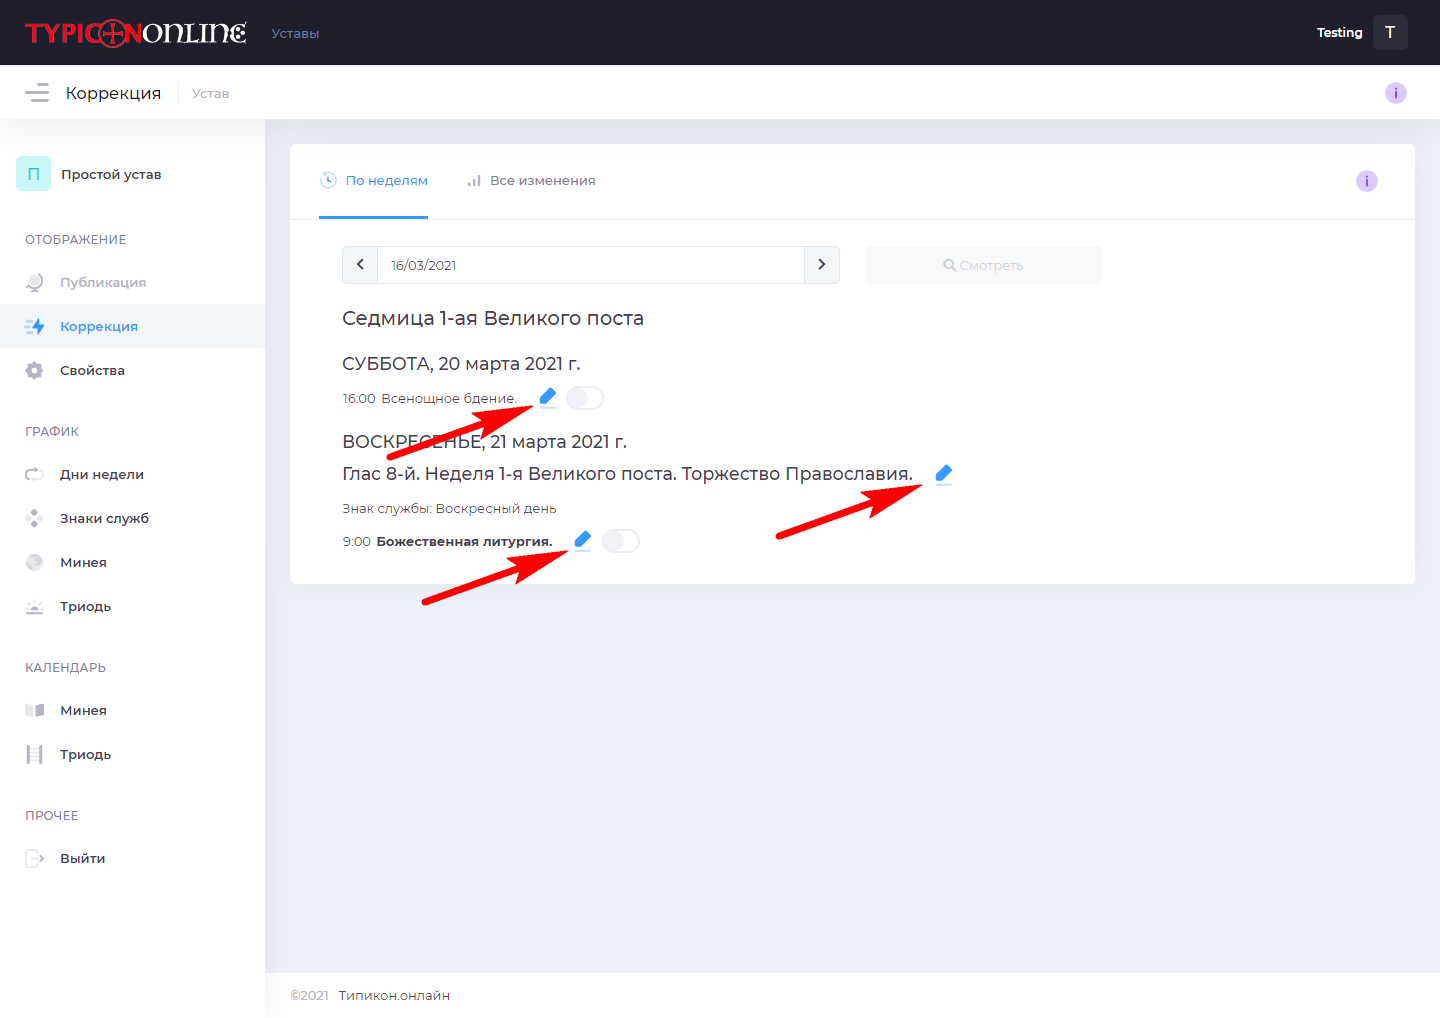 TYPICONONLINE
Уставы
Testing
T
Коррекция
Устав
i
П
Простой устав
ОТОБРАЖЕНИЕ
Публикация
Коррекция
Свойства
ГРАФИК
Дни недели
Знаки служб
Минея
Триодь
КАЛЕНДАРЬ
Минея
Триодь
ПРОЧЕЕ
Выйти
По неделям
Все изменения
i
16/03/2021
Смотреть
Седмица 1-ая Великого поста
СУББОТА, 20 марта 2021 г.
16:00 Всенощное бдение.
ВОСКРЕСЕНЬЕ, 21 марта 2021 г.
Глас 8-й. Неделя 1-я Великого поста. Торжество Православия.
Знак службы: Воскресный день
9:00 Божественная литургия.
©2021 Типикон.онлайн